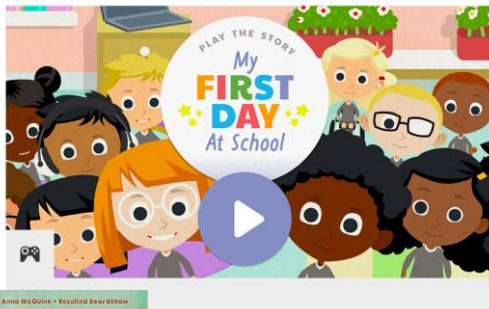 PLAY THE STORY
My
FIRST
DAY
At School
Anna McQuinn • Rosalind Beardshaw